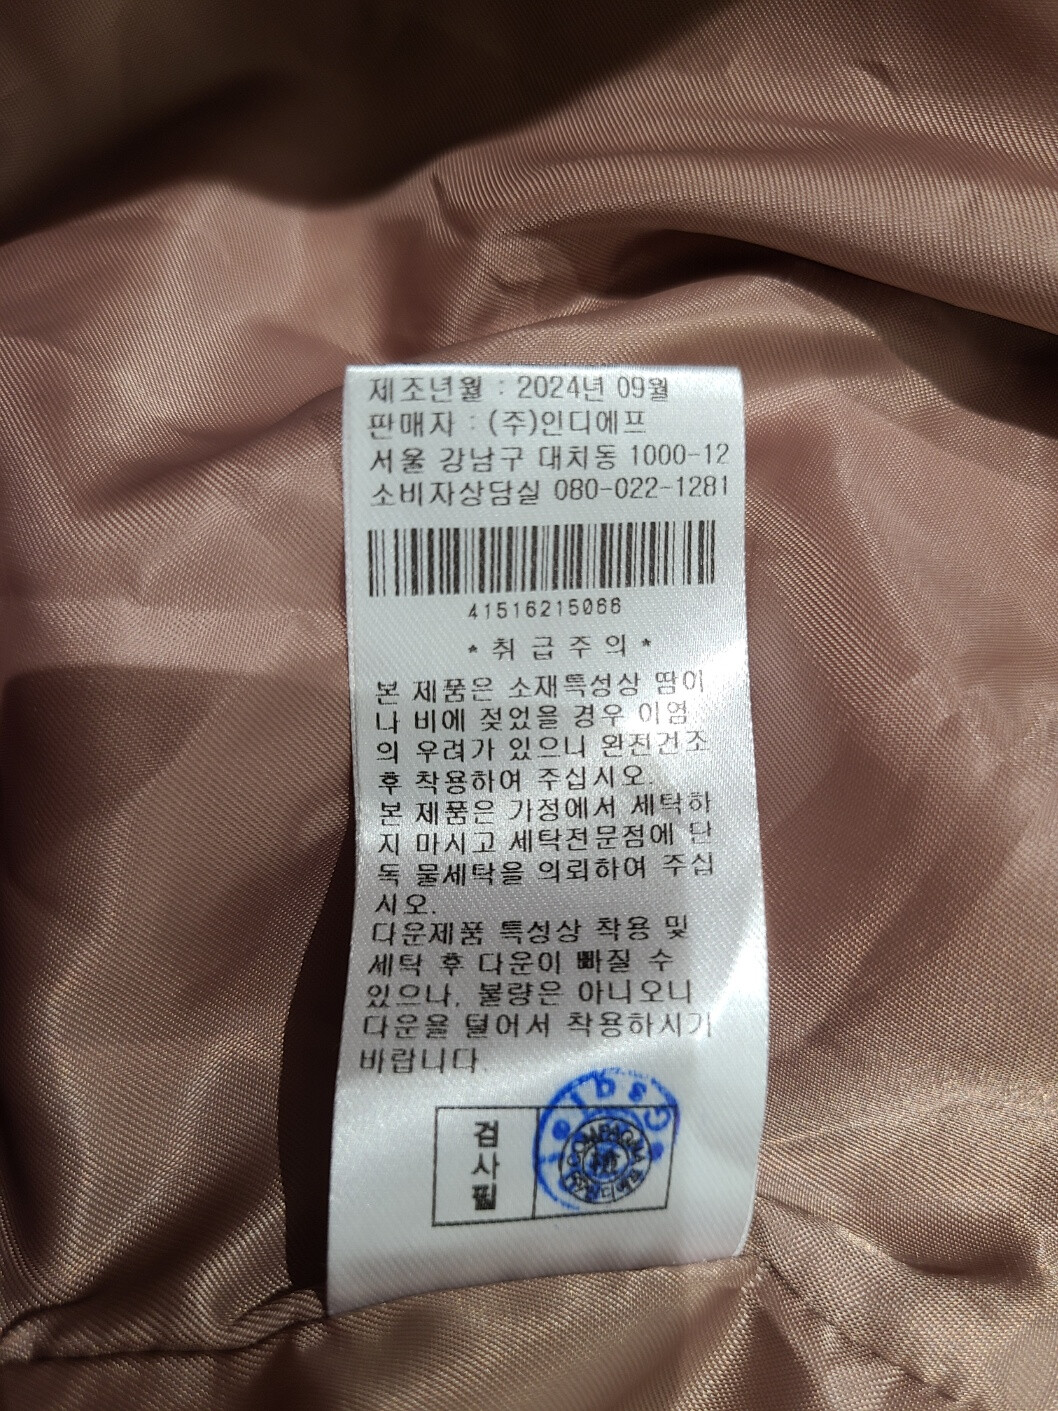 제조년월 : 2024년 09월
판매자 : (주)인디에프
서울 강남구 대치동 1000-12
소비자상담실 080-022-1281
41516215066
* 취 급 주 의 *
본 제품은 소재특성상 땀이
나 비에 젖었을 경우 이염
의 우려가 있으니 완전건조
후 착용하여 주십시오.
본 제품은 가정에서 세탁하
지 마시고 세탁전문점에 단
독 물세탁을 의뢰하여 주십
시오.
다운제품 특성상 착용 및
세탁 후 다운이 빠질 수
있으나, 불량은 아니오니
다운을 털어서 착용하시기
바랍니다.
검
사
필